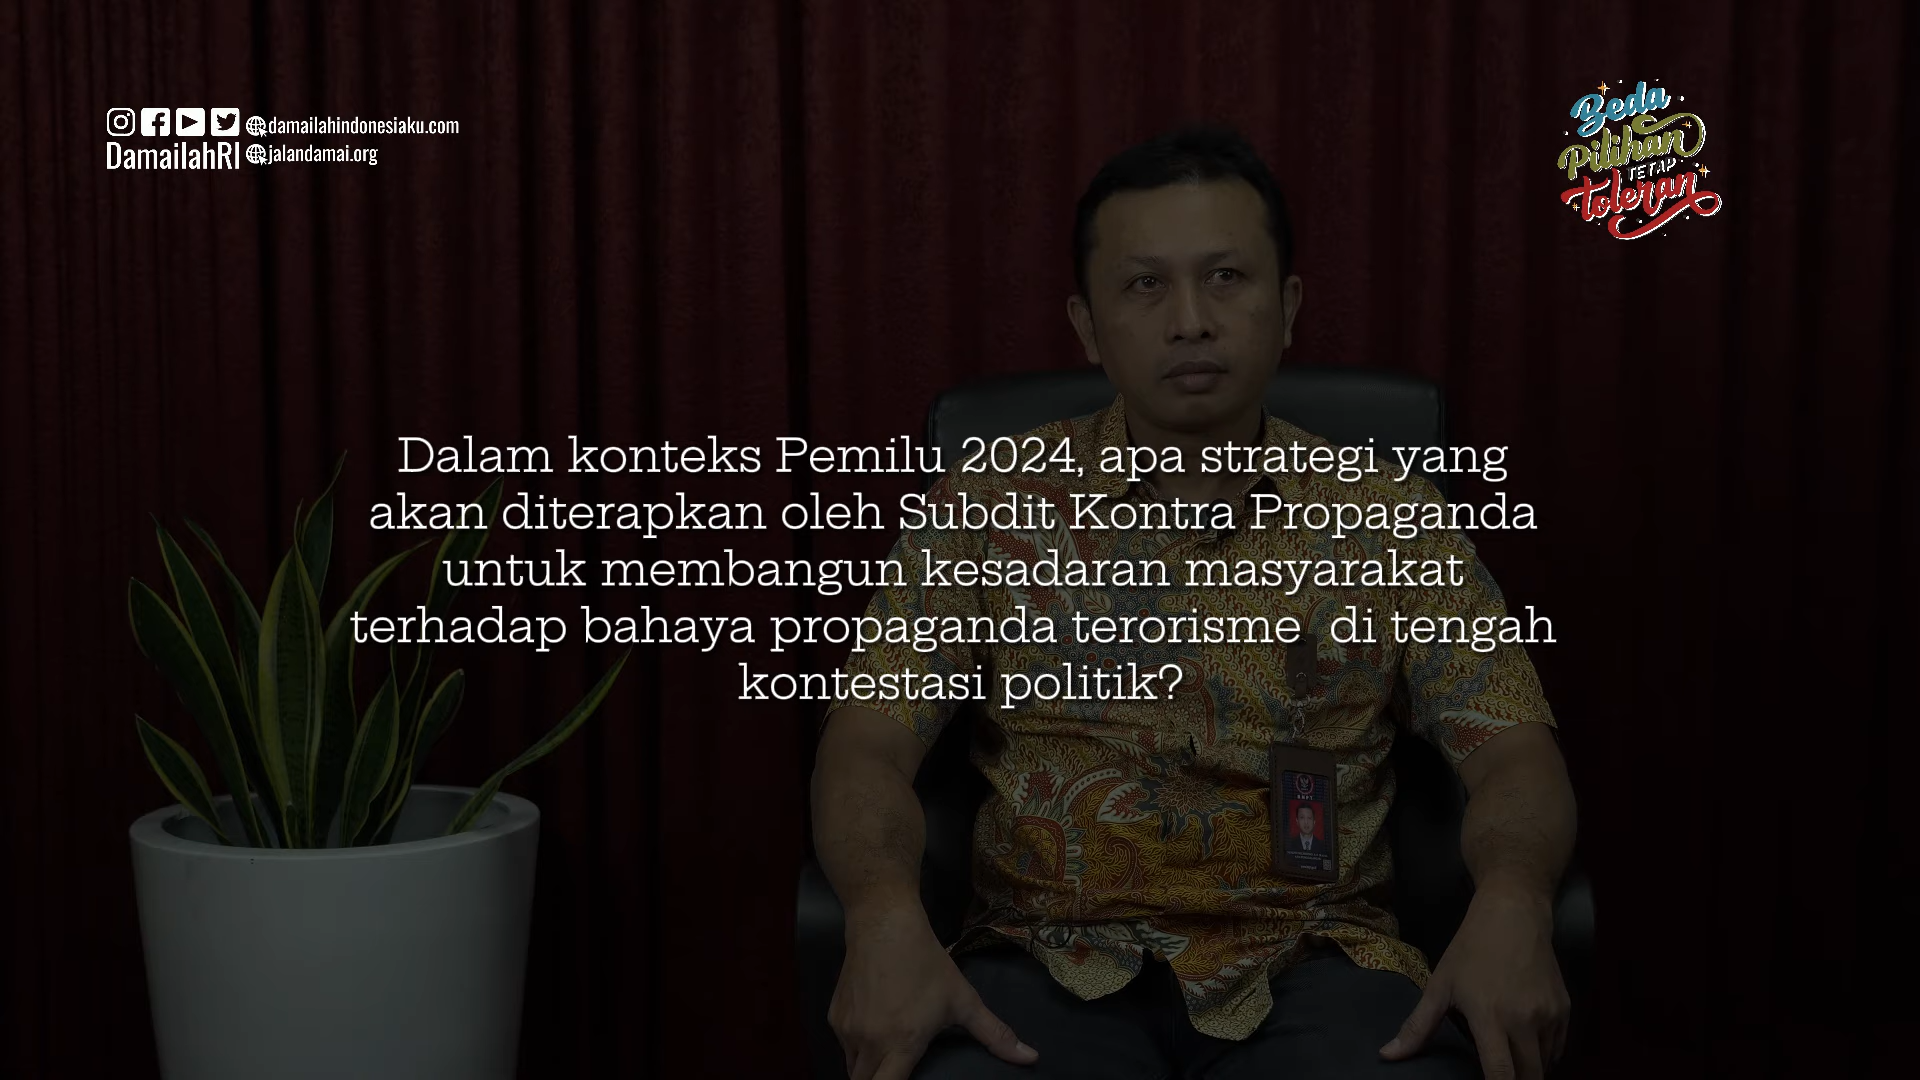 damailahindonesiaku.com
DamailahRI
jalandamai.org
Beda
Pilihan
TETAP
toleran
Dalam konteks Pemilu 2024, apa strategi yang
akan diterapkan oleh Subdit Kontra Propaganda
untuk membangun kesadaran masyarakat
terhadap bahaya propaganda terorisme di tengah
kontestasi politik?
BNPT